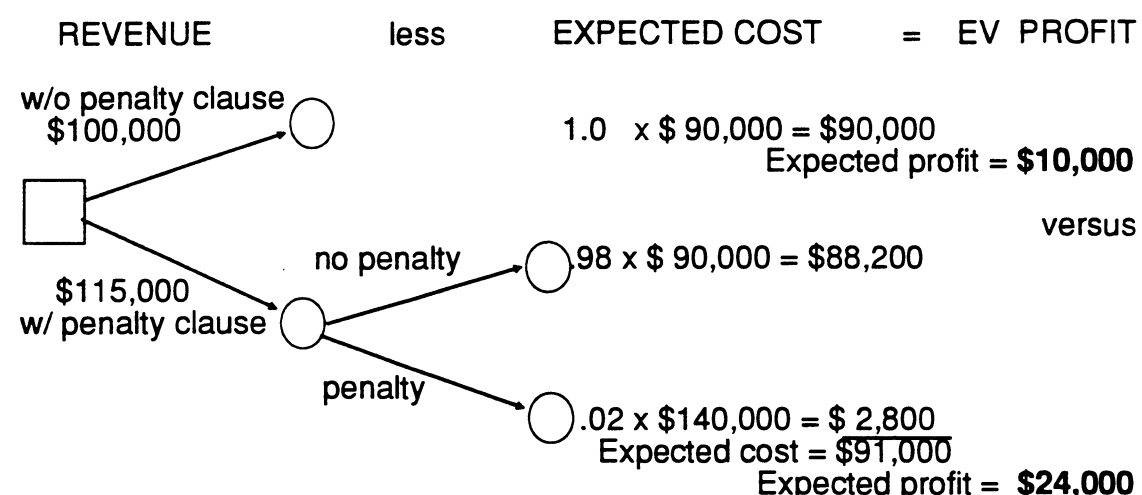 REVENUE less EXPECTED COST = EV PROFIT
w/o penalty clause
$100,000
1.0 x $ 90,000 = $90,000
Expected profit = $10,000
versus
no penalty
.98 x $ 90,000 = $88,200
$115,000
w/ penalty clause
penalty
.02 x $140,000 = $ 2,800
Expected cost = $91,000
Expected profit = $24,000